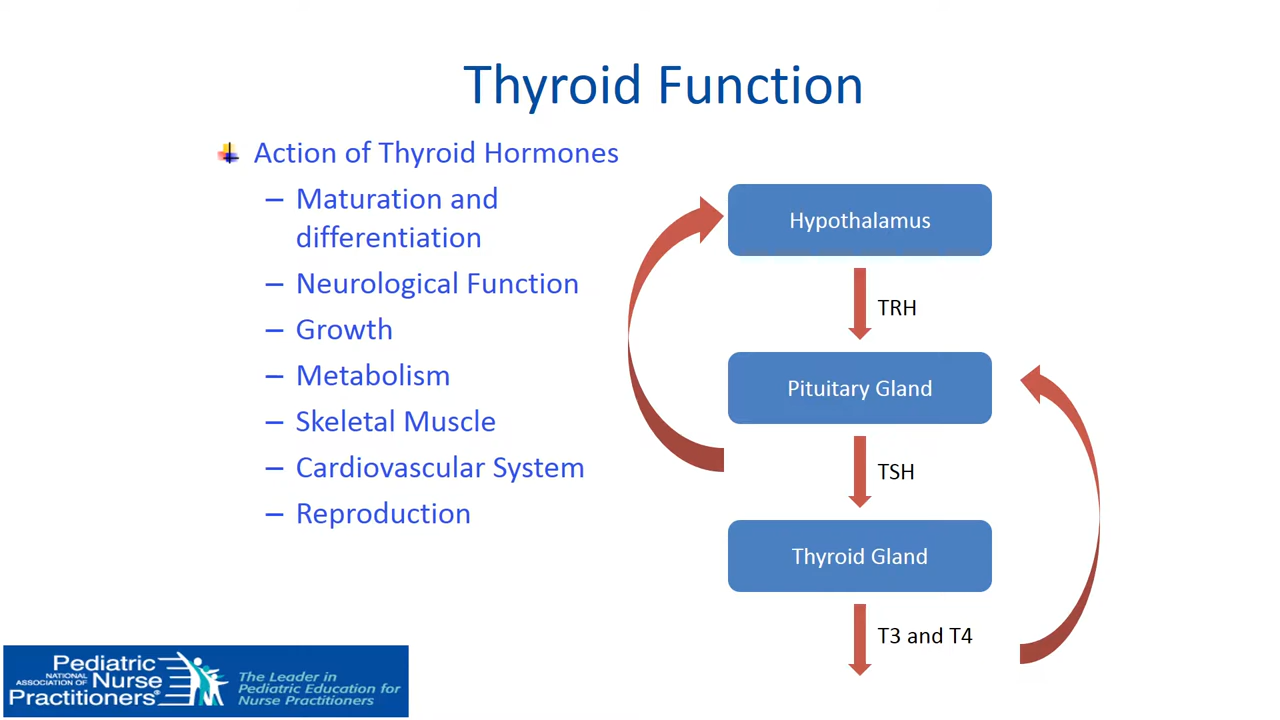 Thyroid Function
Action of Thyroid Hormones
– Maturation and
differentiation
– Neurological Function
– Growth
– Metabolism
– Skeletal Muscle
– Cardiovascular System
– Reproduction
Hypothalamus
TRH
Pituitary Gland
TSH
Thyroid Gland
T3 and T4
Pediatric
NATIONAL
ASSOCIATION OF
Nurse
Practitioners®
The Leader in
Pediatric Education for
Nurse Practitioners